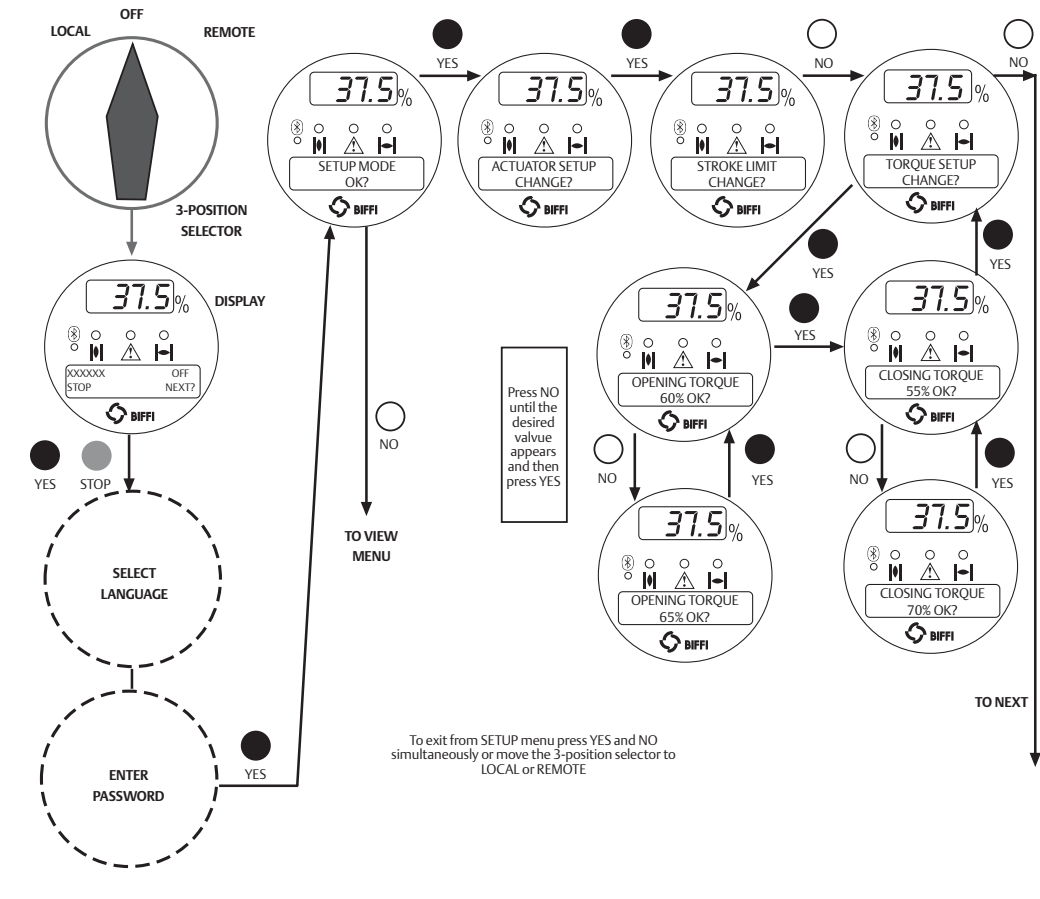 OFF
LOCAL
REMOTE
3-POSITION
SELECTOR
37.5%
DISPLAY
XXXXXX OFF
STOP NEXT?
BIFFI
YES
STOP
SELECT
LANGUAGE
ENTER
PASSWORD
YES
37.5%
SETUP MODE
OK?
BIFFI
NO
TO VIEW
MENU
YES
37.5%
ACTUATOR SETUP
CHANGE?
BIFFI
YES
37.5%
STROKE LIMIT
CHANGE?
BIFFI
NO
37.5%
TORQUE SETUP
CHANGE?
BIFFI
NO
YES
37.5%
OPENING TORQUE
60% OK?
BIFFI
YES
37.5%
CLOSING TORQUE
55% OK?
BIFFI
YES
Press NO
until the
desired
valvue
appears
and then
press YES
NO
YES
37.5%
OPENING TORQUE
65% OK?
BIFFI
NO
YES
37.5%
CLOSING TORQUE
70% OK?
BIFFI
TO NEXT
To exit from SETUP menu press YES and NO
simultaneously or move the 3-position selector to
LOCAL or REMOTE